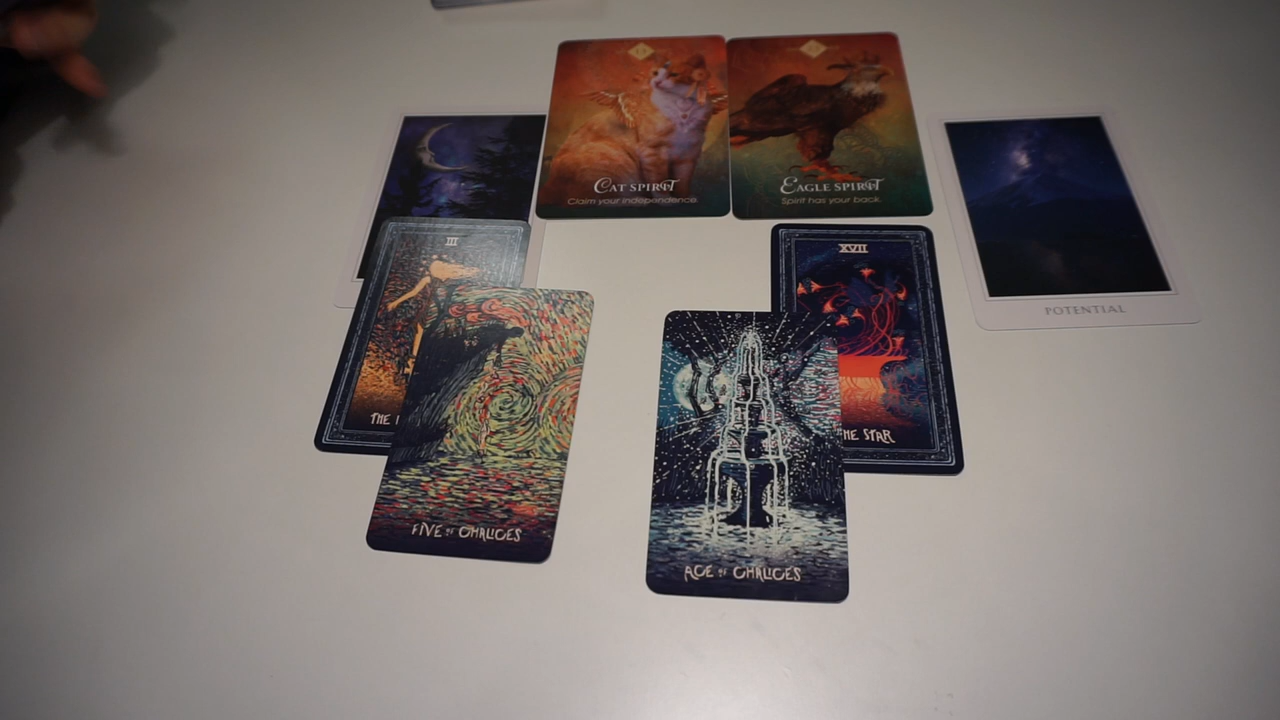 CAT SPIRIT
Claim your independence.
EAGLE SPIRIT
Spirit has your back.
POTENTIAL
III
THE
XVII
THE STAR
FIVE OF CHALICES
ACE OF CHALICES